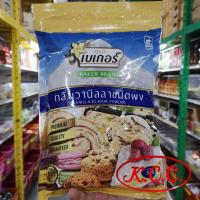 เบเกอร์
BAKER BRAND
กลิ่นวานิลลาชนิดผง
VANILLA FLAVOR POWDER
PREMIUM
QUALITY
GUARANTEED
K.C.S